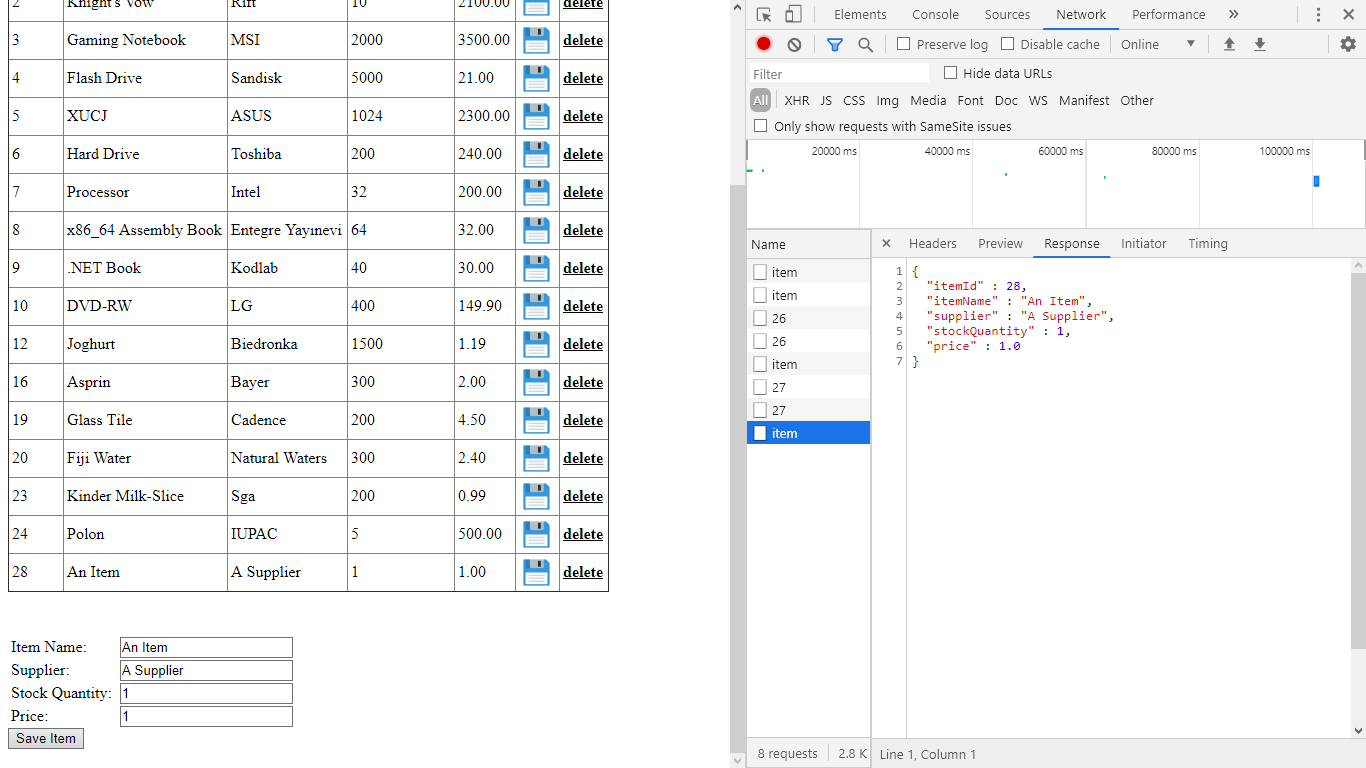 2 Knight's Vow Rift 10 2100.00 delete
3 Gaming Notebook MSI 2000 3500.00 delete
4 Flash Drive Sandisk 5000 21.00 delete
5 XUCJ ASUS 1024 2300.00 delete
6 Hard Drive Toshiba 200 240.00 delete
7 Processor Intel 32 200.00 delete
8 x86_64 Assembly Book Entegre Yayınevi 64 32.00 delete
9 .NET Book Kodlab 40 30.00 delete
10 DVD-RW LG 400 149.90 delete
12 Joghurt Biedronka 1500 1.19 delete
16 Asprin Bayer 300 2.00 delete
19 Glass Tile Cadence 200 4.50 delete
20 Fiji Water Natural Waters 300 2.40 delete
23 Kinder Milk-Slice Sga 200 0.99 delete
24 Polon IUPAC 5 500.00 delete
28 An Item A Supplier 1 1.00 delete
Item Name: An Item
Supplier: A Supplier
Stock Quantity: 1
Price: 1
Save Item
Elements Console Sources Network Performance »
Preserve log Disable cache Online
Filter Hide data URLs
All XHR JS CSS Img Media Font Doc WS Manifest Other
Only show requests with SameSite issues
20000 ms 40000 ms 60000 ms 80000 ms 100000 ms
Name
item
item
26
26
item
27
27
item
8 requests 2.8 K
× Headers Preview Response Initiator Timing
1 {
2 "itemId" : 28,
3 "itemName" : "An Item",
4 "supplier" : "A Supplier",
5 "stockQuantity" : 1,
6 "price" : 1.0
7 }
Line 1, Column 1